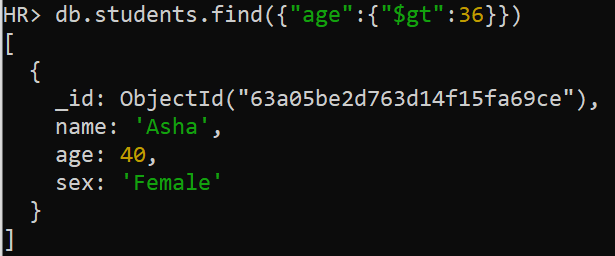 HR> db.students.find({"age":{"$gt":36}})
[
  {
    _id: ObjectId("63a05be2d763d14f15fa69ce"),
    name: 'Asha',
    age: 40,
    sex: 'Female'
  }
]